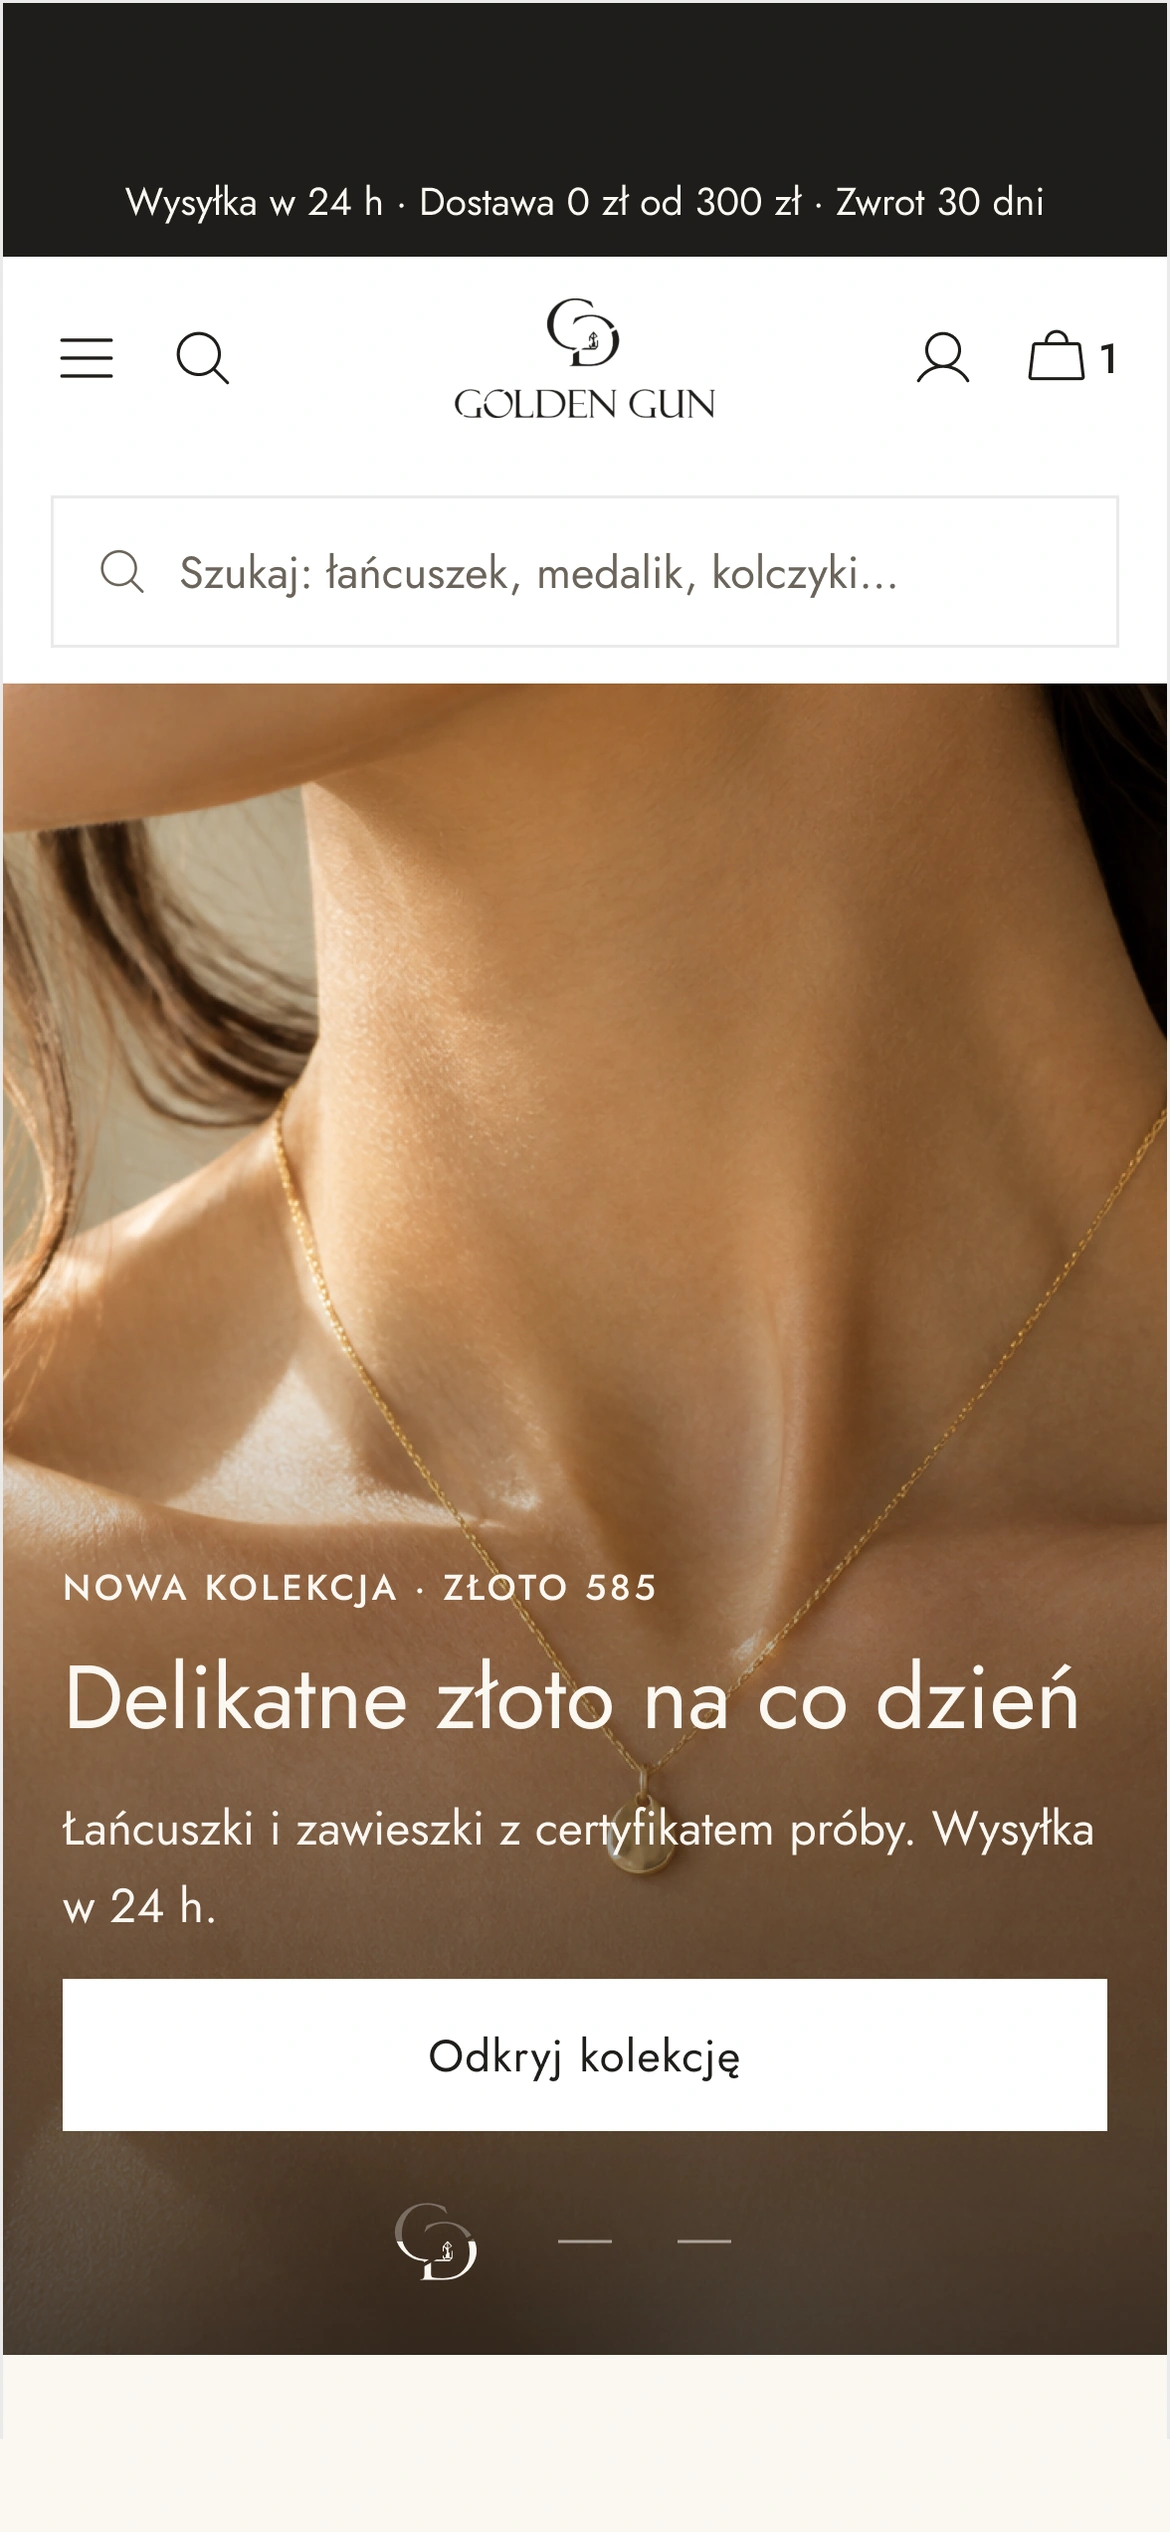 Wysyłka w 24 h · Dostawa 0 zł od 300 zł · Zwrot 30 dni
GOLDEN GUN
1
Szukaj: łańcuszek, medalik, kolczyki...
NOWA KOLEKCJA · ZŁOTO 585
Delikatne złoto na co dzień
Łańcuszki i zawieszki z certyfikatem próby. Wysyłka
w 24 h.
Odkryj kolekcję